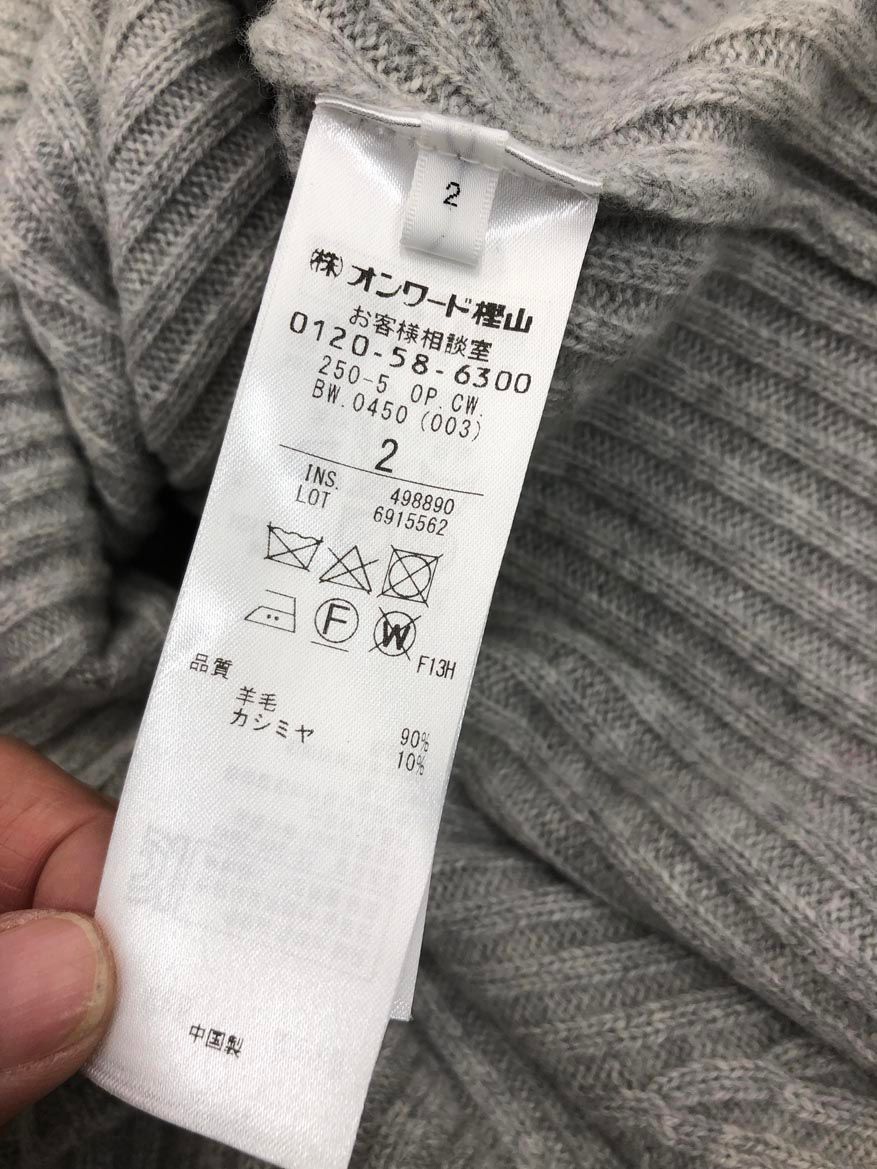 2
㈱オンワード樫山
お客様相談室
0120-58-6300
250-5 OP.CW.
BW.0450 (003)
2
INS. 498890
LOT 6915562
F
W
F13H
品質
羊毛 90%
カシミヤ 10%
中国製